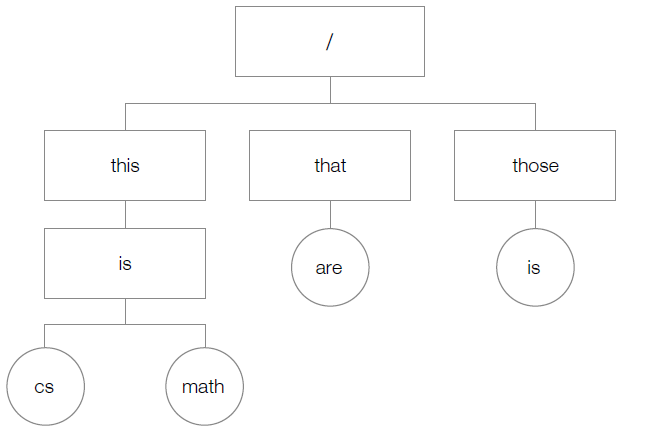 /
this
that
those
is
are
is
cs
math